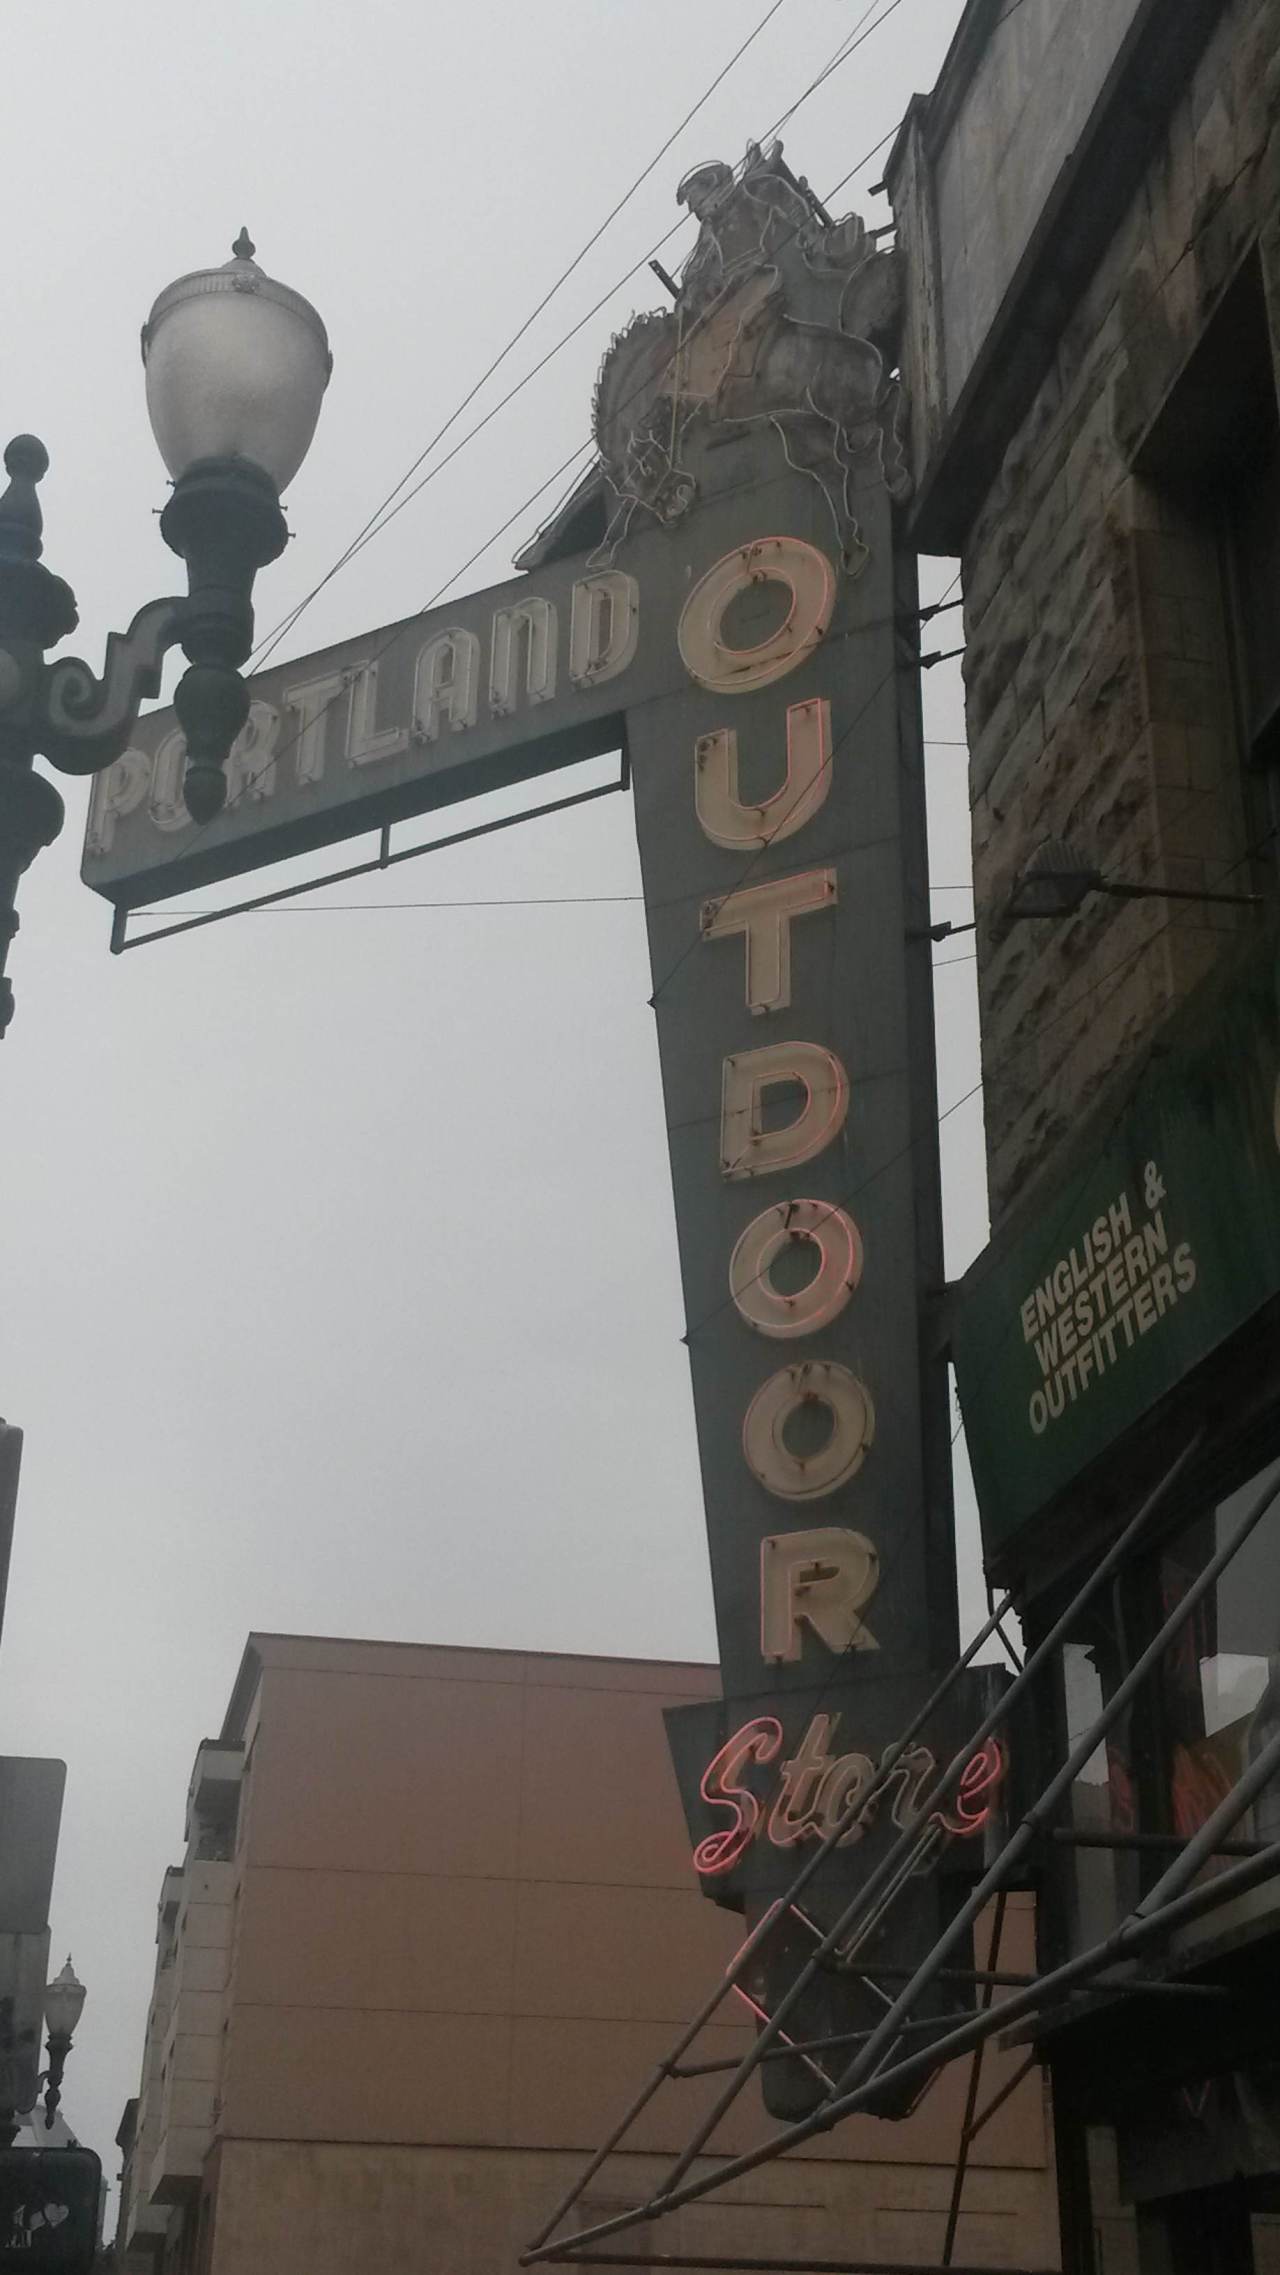 PORTLAND
OUTDOOR
Store
ENGLISH &
WESTERN
OUTFITTERS